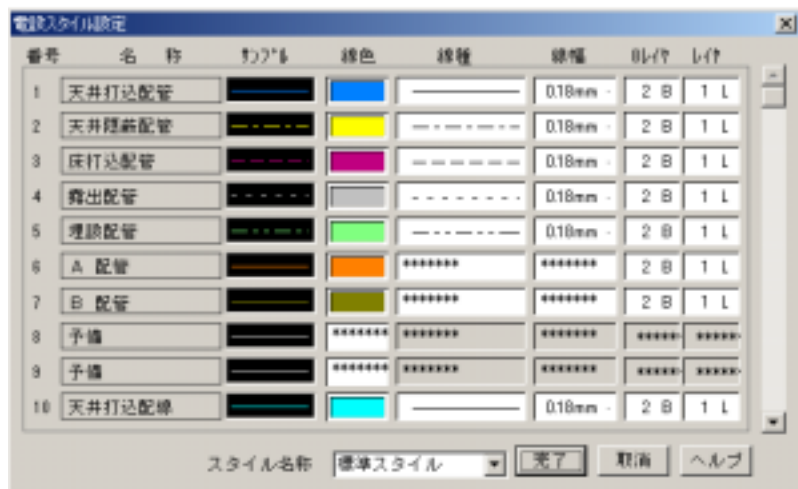 電設スタイル設定
番号 名 称 ｻﾝﾌﾟﾙ 線色 線種 線幅 Bﾚｲﾔ ﾚｲﾔ
1 天井打込配管 0.18mm 2 B 1 L
2 天井隠蔽配管 0.18mm 2 B 1 L
3 床打込配管 0.18mm 2 B 1 L
4 露出配管 0.18mm 2 B 1 L
5 埋設配管 0.18mm 2 B 1 L
6 A 配管 ******* ******* 2 B 1 L
7 B 配管 ******* ******* 2 B 1 L
8 予備 ******* ******* ******* ***** *****
9 予備 ******* ******* ******* ***** *****
10 天井打込配線 0.18mm 2 B 1 L
スタイル名称 標準スタイル 完了 取消 ヘルプ